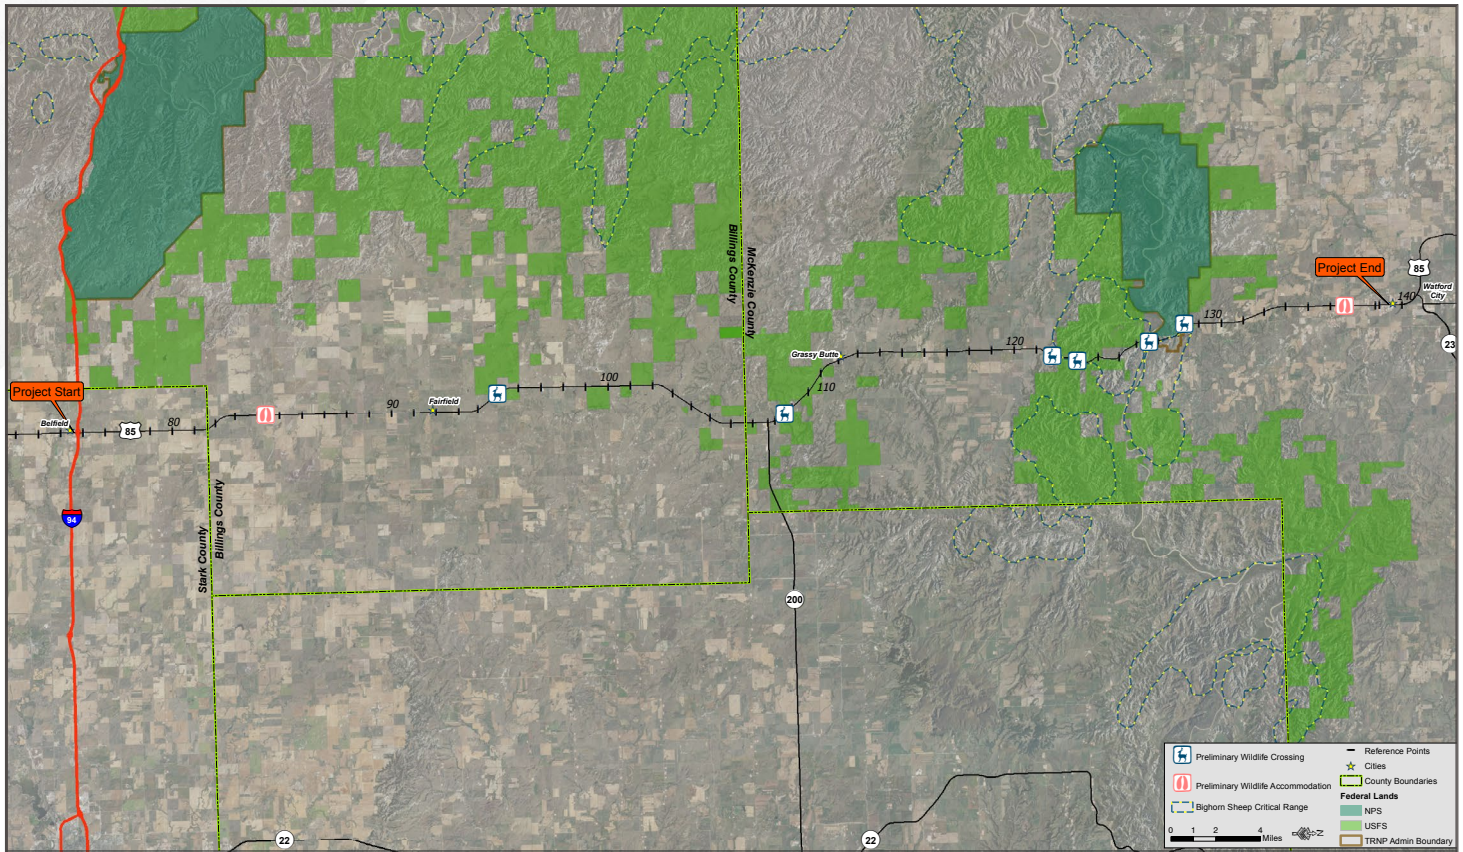 Project Start
Belfield
85
80
90
Fairfield
100
Billings County
McKenzie County
Grassy Butte
110
120
130
Project End
140
85
Watford
City
23
94
Stark County
Billings County
200
22
22
Preliminary Wildlife Crossing
Preliminary Wildlife Accommodation
Bighorn Sheep Critical Range
0 1 2 4
Miles
N
Reference Points
Cities
County Boundaries
Federal Lands
NPS
USFS
TRNP Admin Boundary